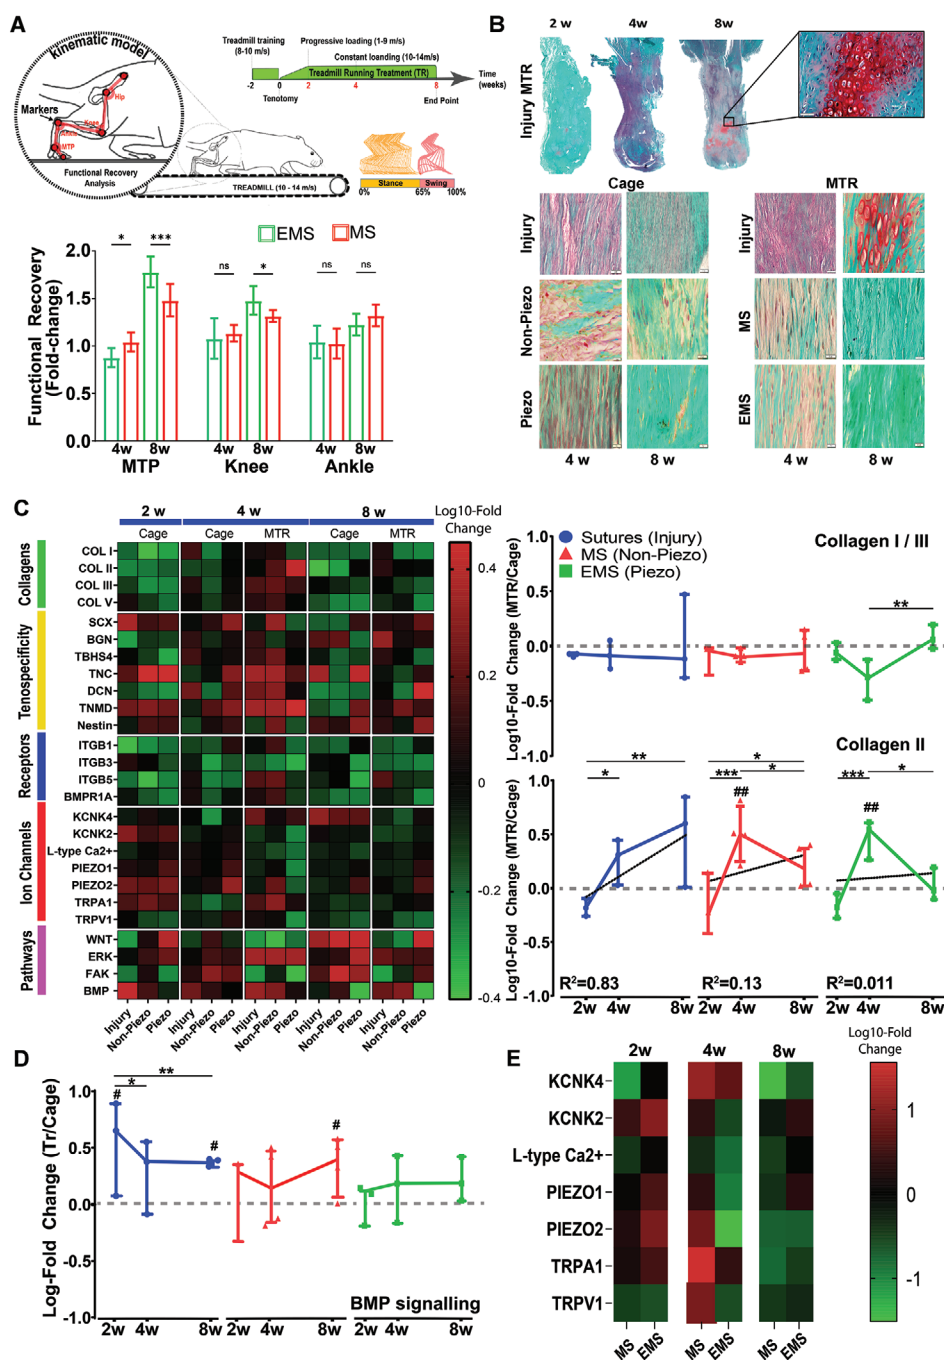 A
kinematic model
Hip
Knee
Ankle
MTP
Markers
Functional Recovery
Analysis
Treadmill training
(8-10 m/s)
Progressive loading (1-9 m/s)
Constant loanding (10-14m/s)
Treadmill Running Treatment (TR)
Time
(weeks)
-2 0 2 4 8
Tenotomy
End Point
TREADMILL (10 - 14 m/s)
Stance Swing
0% 65% 100%
EMS MS
Functional Recovery
(Fold-change)
2.0
1.5
1.0
0.5
0.0
* *** ns * ns ns
4w 8w 4w 8w 4w 8w
MTP Knee Ankle
B
2 w 4w 8w
Injury MTR
Cage MTR
Injury
Non-Piezo
Piezo
Injury
MS
EMS
4 w 8 w 4 w 8 w
C
2 w 4 w 8 w
Cage Cage MTR Cage MTR
Log10-Fold
Change
0.4
0.2
0
-0.2
-0.4
Collagens
COL I
COL II
COL III
COL V
Tenospecificity
SCX
BGN
TBHS4
TNC
DCN
TNMD
Nestin
Receptors
ITGB1
ITGB3
ITGB5
BMPR1A
Ion Channels
KCNK4
KCNK2
L-type Ca2+
PIEZO1
PIEZO2
TRPA1
TRPV1
Pathways
WNT
ERK
FAK
BMP
Injury Non-Piezo Piezo Injury Non-Piezo Piezo Injury Non-Piezo Piezo Injury Non-Piezo Piezo Injury Non-Piezo Piezo
Sutures (Injury)
MS (Non-Piezo)
EMS (Piezo)
Collagen I / III
Log10-Fold Change (MTR/Cage)
1.0
0.5
-0.0
-0.5
-1.0
**
Collagen II
Log10-Fold Change (MTR/Cage)
1.0
0.5
0.0
-0.5
-1.0
** * * *** * *** *
## ##
R²=0.83 R²=0.13 R²=0.011
2w 4w 8w 2w 4w 8w 2w 4w 8w
D
Log-Fold Change (Tr/Cage)
1.0
0.5
0.0
0.5
-1.0
** *
# # #
BMP signalling
2w 4w 8w 2w 4w 8w 2w 4w 8w
E
2w 4w 8w
Log10-Fold
Change
1
0
-1
KCNK4
KCNK2
L-type Ca2+
PIEZO1
PIEZO2
TRPA1
TRPV1
MS EMS MS EMS MS EMS